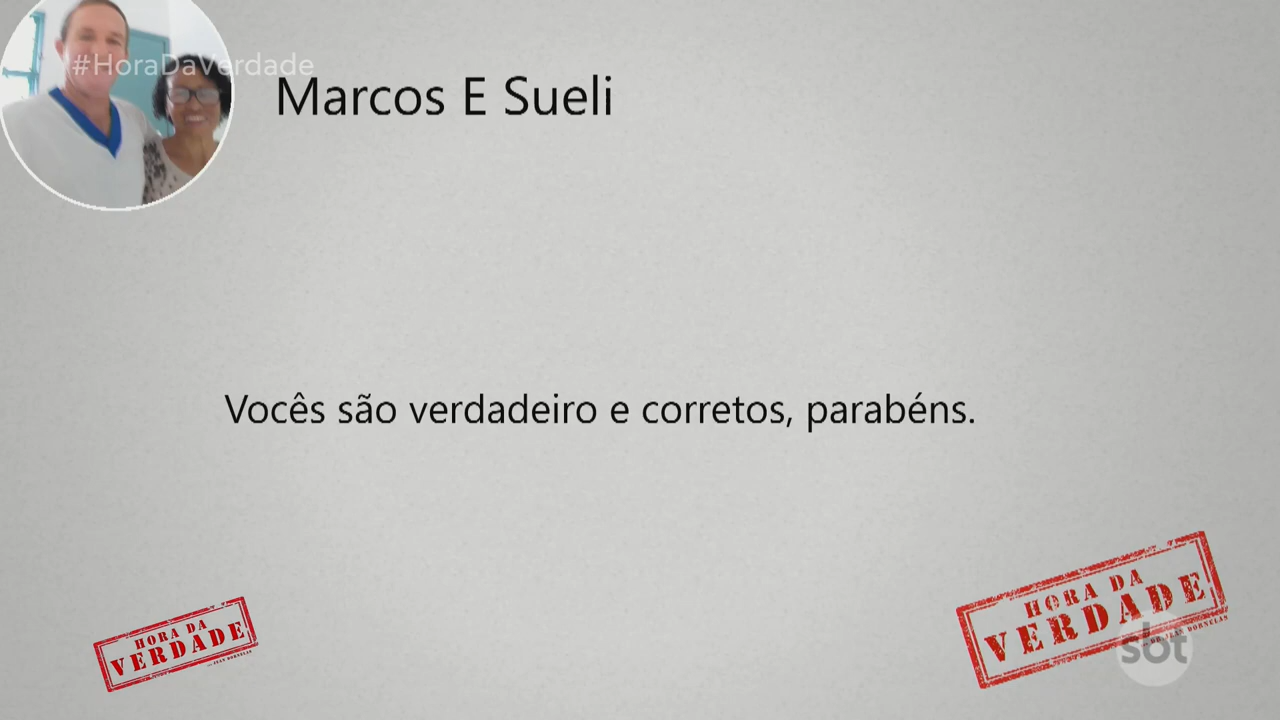 #HoraDaVerdade
Marcos E Sueli
Vocês são verdadeiro e corretos, parabéns.
HORA DA
VERDADE
HORA DA
VERDADE
sbt